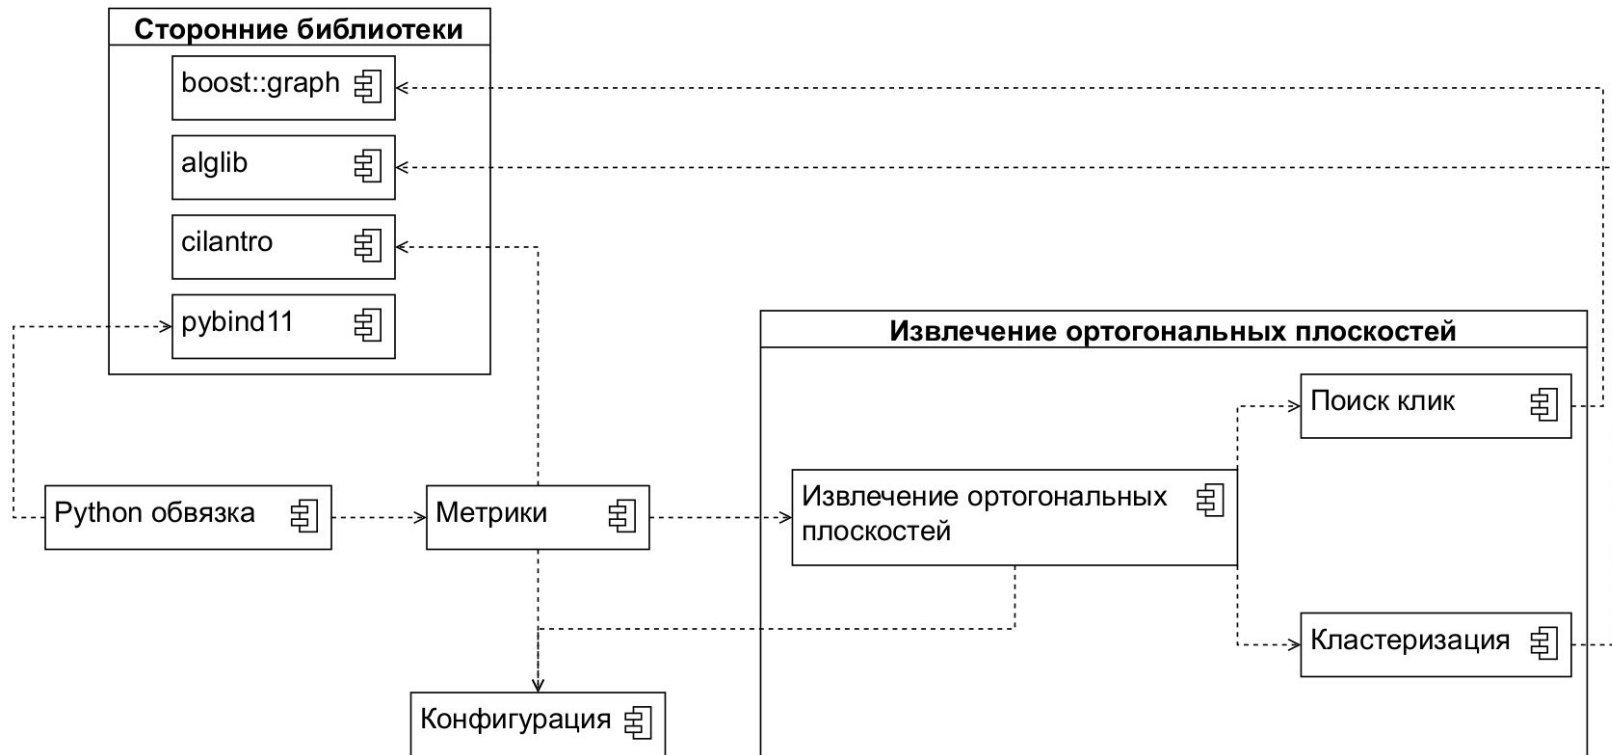 Сторонние библиотеки
boost::graph
alglib
cilantro
pybind11
Извлечение ортогональных плоскостей
Поиск клик
Python обвязка
Метрики
Извлечение ортогональных
плоскостей
Кластеризация
Конфигурация